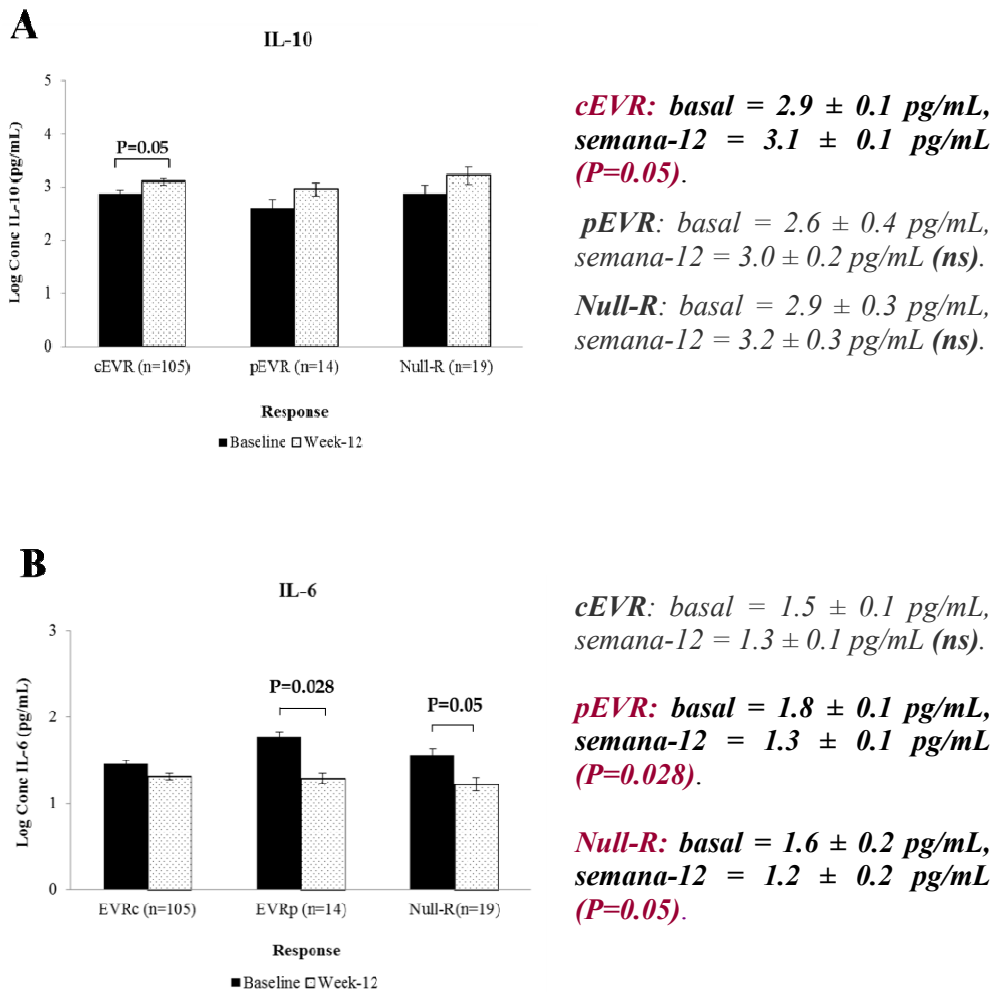 A
IL-10
5
4
3
2
1
0
Log Conc IL-10 (pg/mL)
P=0.05
cEVR (n=105)
pEVR (n=14)
Null-R (n=19)
Response
Baseline
Week-12
cEVR: basal = 2.9 ± 0.1 pg/mL,
semana-12 = 3.1 ± 0.1 pg/mL
(P=0.05).
pEVR: basal = 2.6 ± 0.4 pg/mL,
semana-12 = 3.0 ± 0.2 pg/mL (ns).
Null-R: basal = 2.9 ± 0.3 pg/mL,
semana-12 = 3.2 ± 0.3 pg/mL (ns).
B
IL-6
3
2
1
0
Log Conc IL-6 (pg/mL)
P=0.028
P=0.05
EVRc (n=105)
EVRp (n=14)
Null-R(n=19)
Response
Baseline
Week-12
cEVR: basal = 1.5 ± 0.1 pg/mL,
semana-12 = 1.3 ± 0.1 pg/mL (ns).
pEVR: basal = 1.8 ± 0.1 pg/mL,
semana-12 = 1.3 ± 0.1 pg/mL
(P=0.028).
Null-R: basal = 1.6 ± 0.2 pg/mL,
semana-12 = 1.2 ± 0.2 pg/mL
(P=0.05).